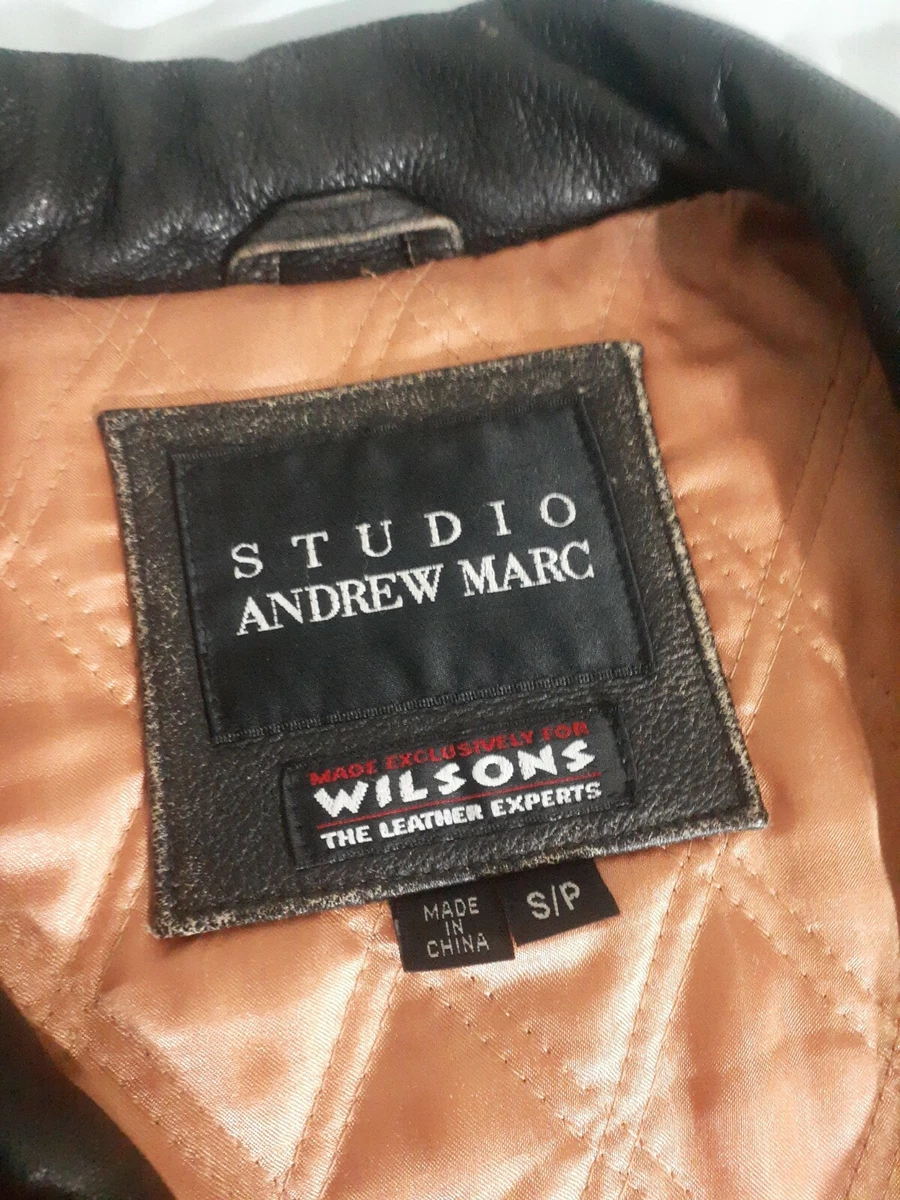 STUDIO
ANDREW MARC
MADE EXCLUSIVELY FOR
WILSONS
THE LEATHER EXPERTS
MADE
IN
CHINA
S/P